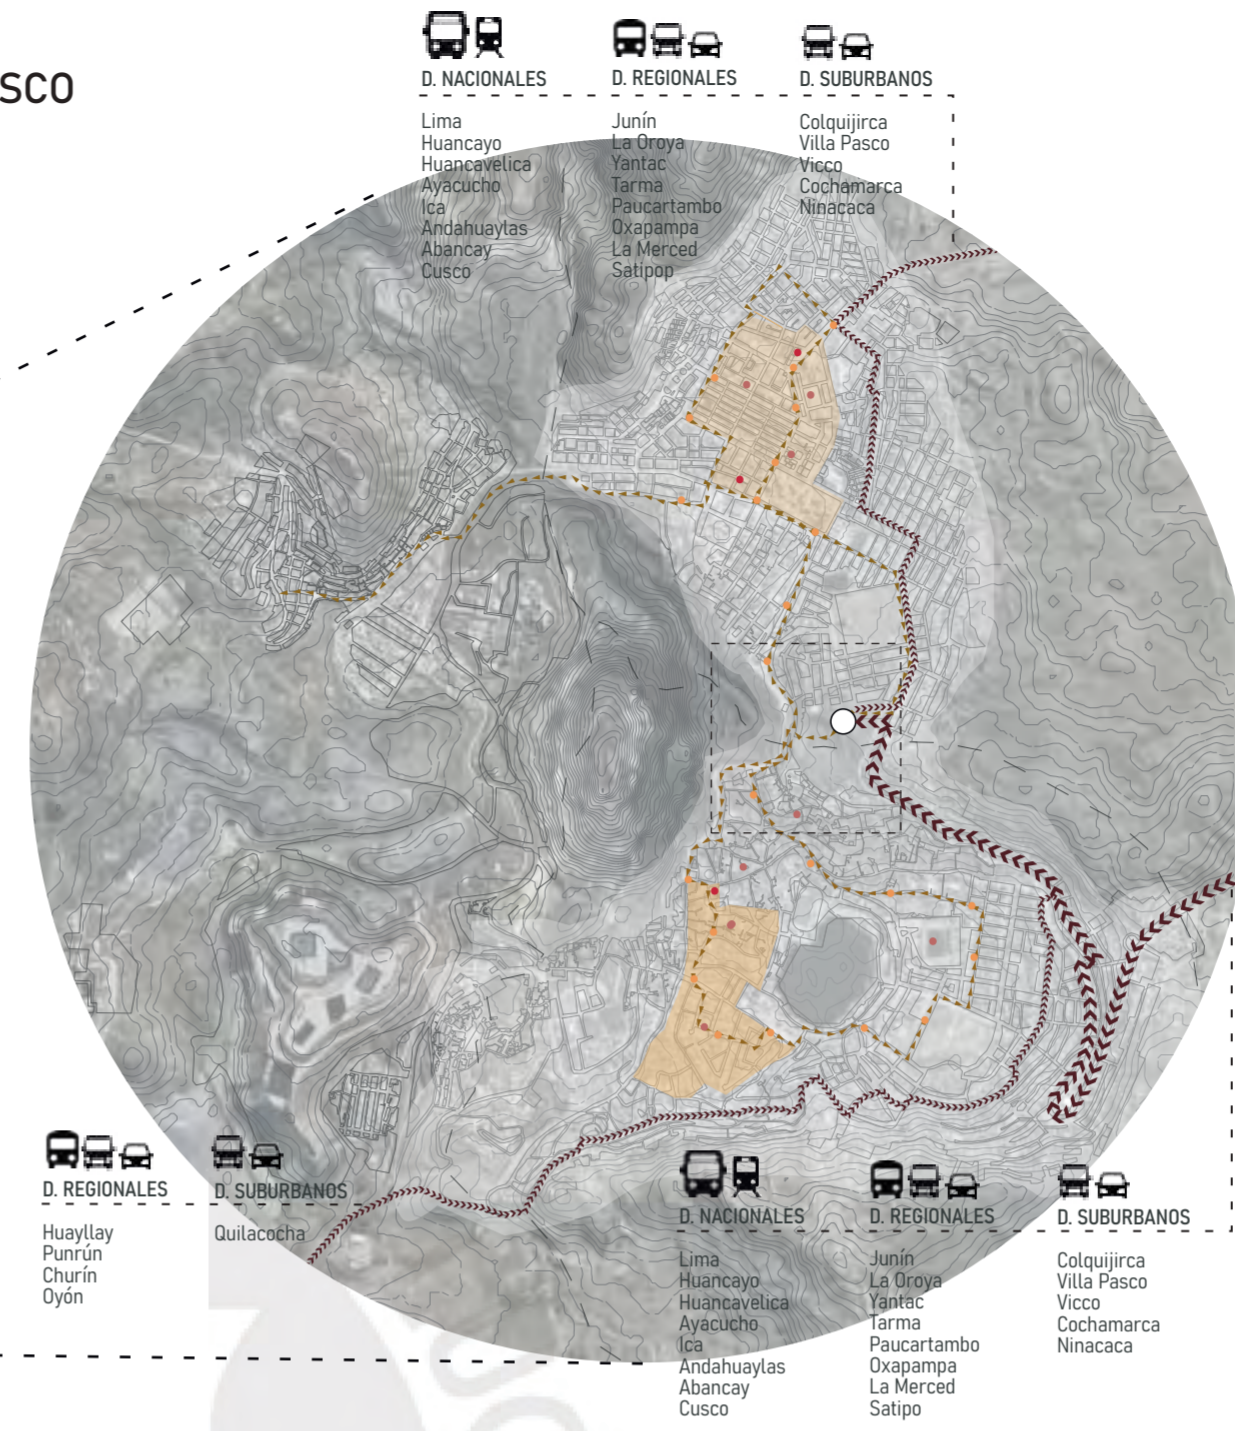 SCO
D. NACIONALES
Lima
Huancayo
Huancavelica
Ayacucho
Ica
Andahuaylas
Abancay
Cusco
D. REGIONALES
Junín
La Oroya
Yantac
Tarma
Paucartambo
Oxapampa
La Merced
Satipop
D. SUBURBANOS
Colquijirca
Villa Pasco
Vicco
Cochamarca
Ninacaca
D. REGIONALES
Huayllay
Punrún
Churín
Oyón
D. SUBURBANOS
Quilacocha
D. NACIONALES
Lima
Huancayo
Huancavelica
Ayacucho
Ica
Andahuaylas
Abancay
Cusco
D. REGIONALES
Junín
La Oroya
Yantac
Tarma
Paucartambo
Oxapampa
La Merced
Satipo
D. SUBURBANOS
Colquijirca
Villa Pasco
Vicco
Cochamarca
Ninacaca